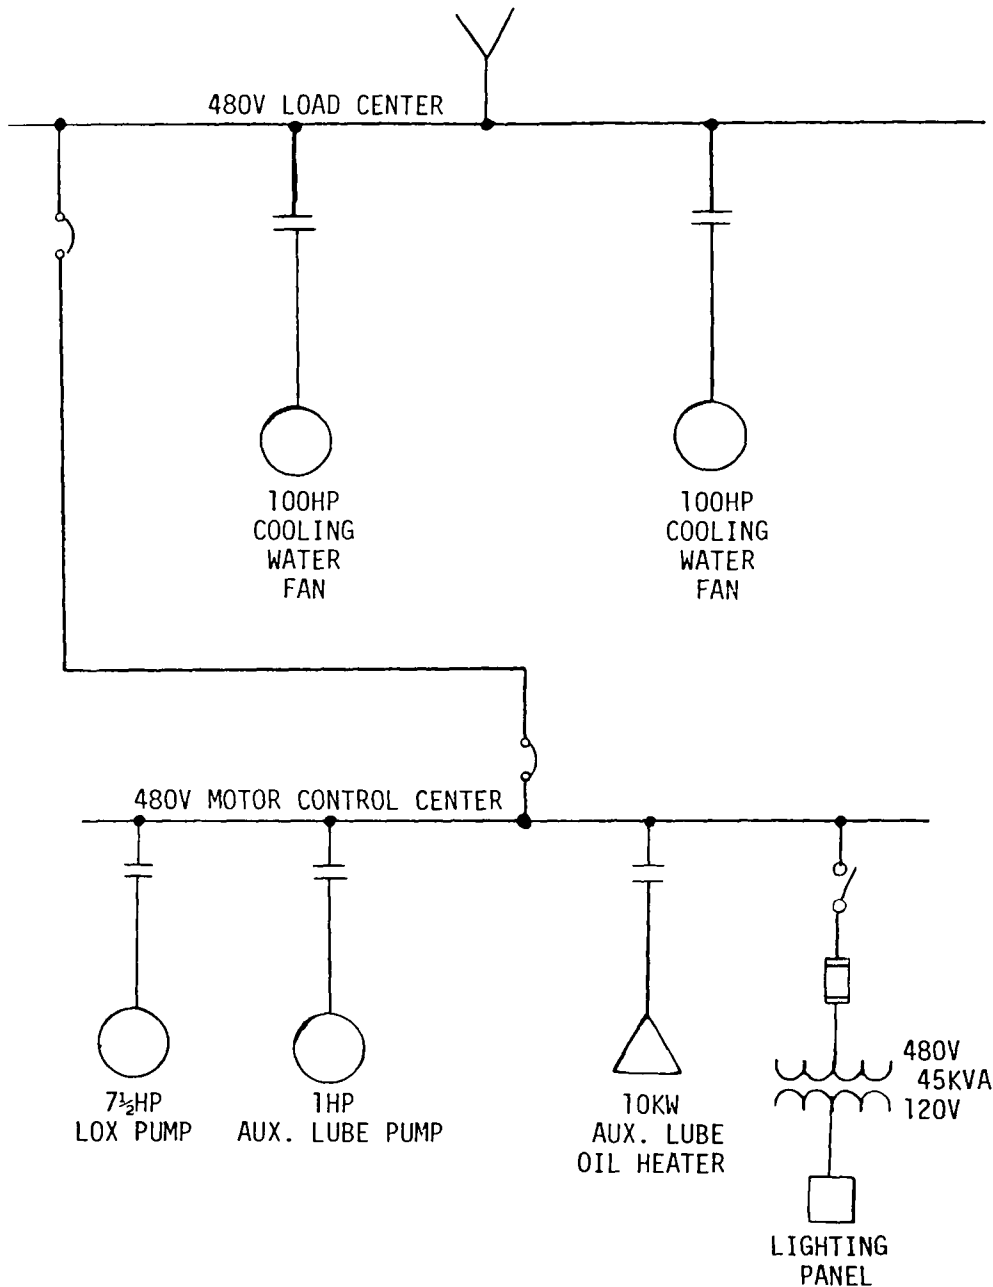 480V LOAD CENTER
100HP
COOLING
WATER
FAN
100HP
COOLING
WATER
FAN
480V MOTOR CONTROL CENTER
7½HP
LOX PUMP
1HP
AUX. LUBE PUMP
10KW
AUX. LUBE
OIL HEATER
480V
45KVA
120V
LIGHTING
PANEL